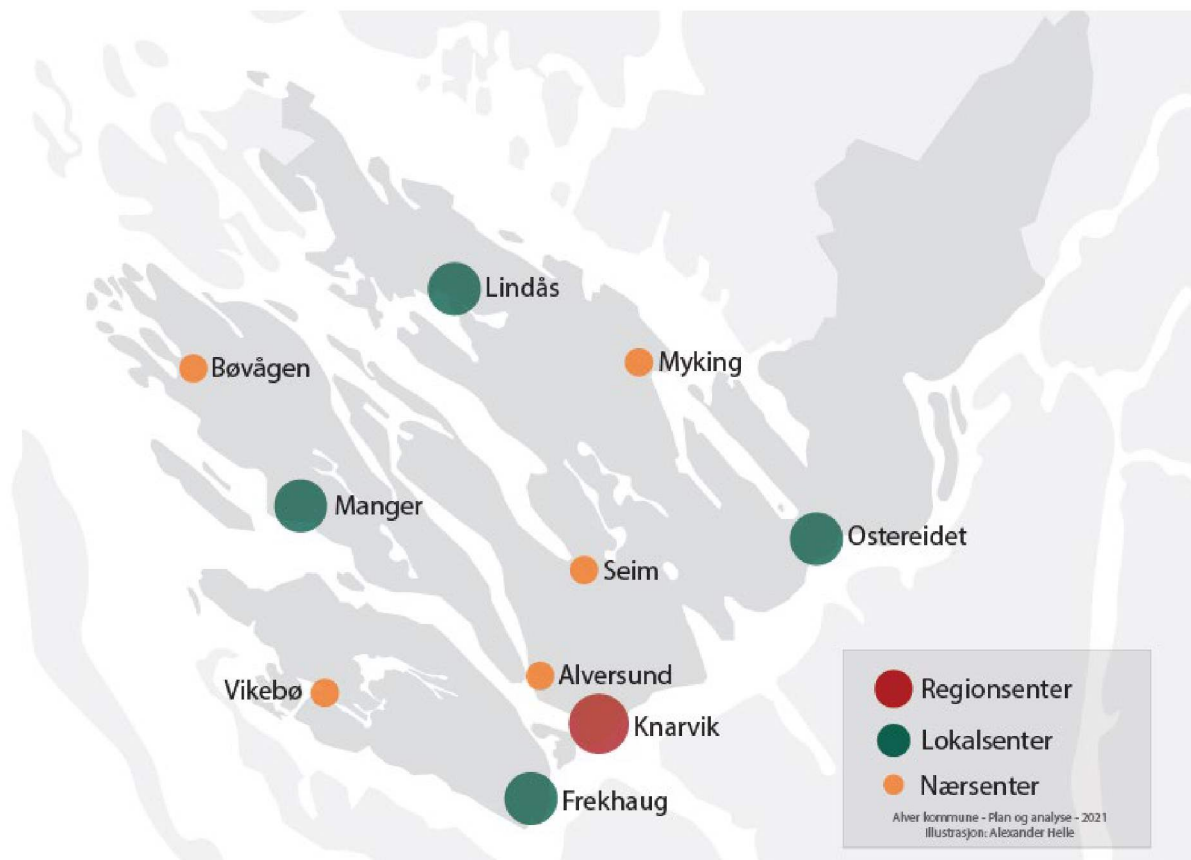 Lindås
Bøvågen
Myking
Manger
Ostereidet
Seim
Alversund
Vikebø
Knarvik
Frekhaug
Regionsenter
Lokalsenter
Nærsenter
Alver kommune - Plan og analyse - 2021
Illustrasjon: Alexander Helle